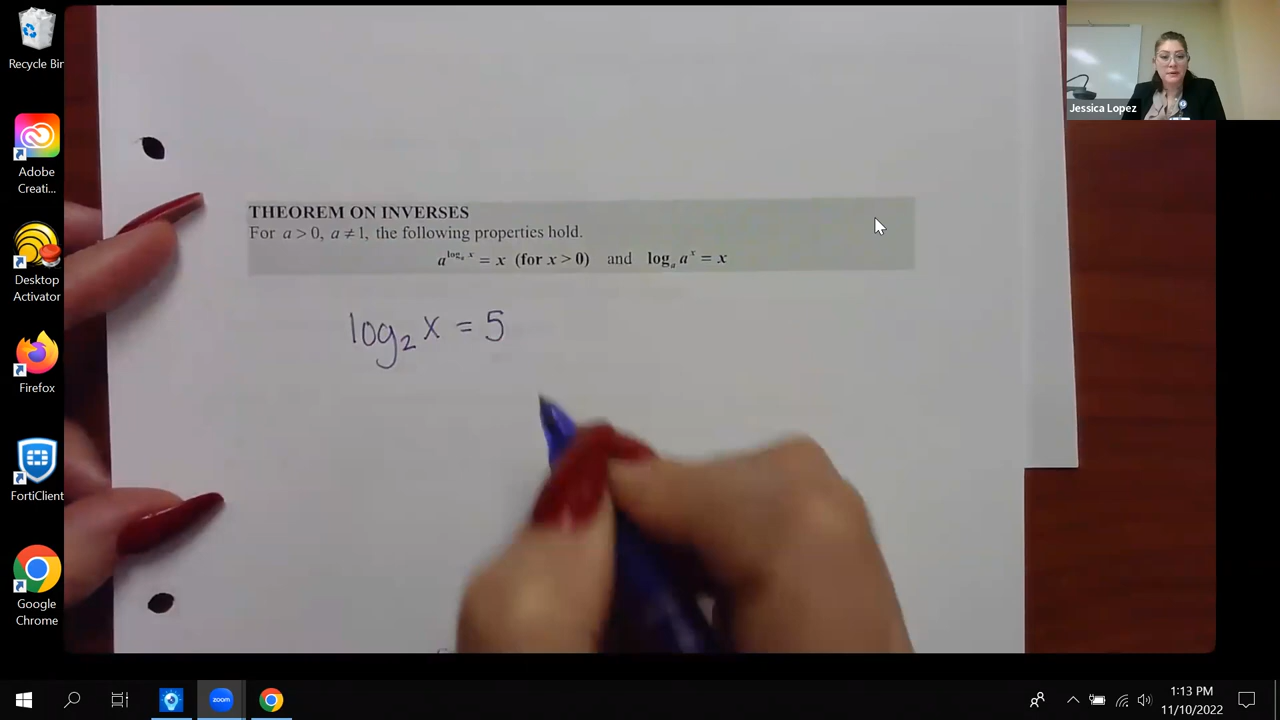 Recycle Bin
Adobe
Creati...
Desktop
Activator
Firefox
FortiClient
Google
Chrome
Jessica Lopez
THEOREM ON INVERSES
For a > 0, a ≠ 1, the following properties hold.
a^{log_a x} = x (for x > 0) and log_a a^x = x
log₂ x = 5
zoom
1:13 PM
11/10/2022